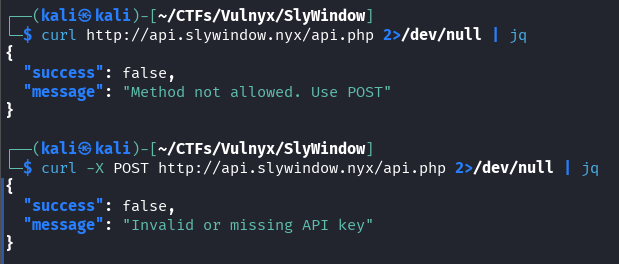 ┌──(kali㉿kali)-[~/CTFs/Vulnyx/SlyWindow]
└─$ curl http://api.slywindow.nyx/api.php 2>/dev/null | jq
{
  "success": false,
  "message": "Method not allowed. Use POST"
}
┌──(kali㉿kali)-[~/CTFs/Vulnyx/SlyWindow]
└─$ curl -X POST http://api.slywindow.nyx/api.php 2>/dev/null | jq
{
  "success": false,
  "message": "Invalid or missing API key"
}